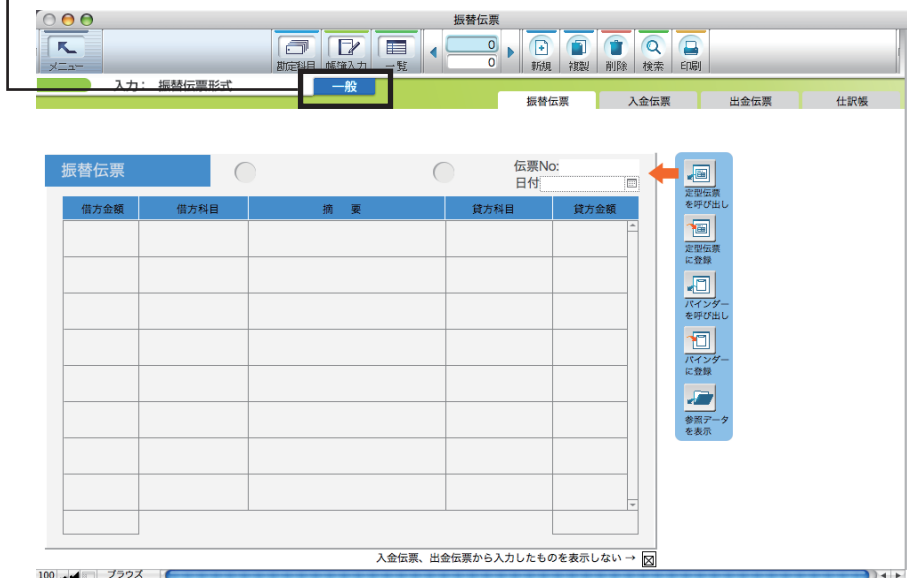 振替伝票
0
0
メニュー 勘定科目 帳簿入力 一覧 新規 複製 削除 検索 印刷
入力： 振替伝票形式 一般
振替伝票 入金伝票 出金伝票 仕訳帳
振替伝票
伝票No:
日付
借方金額 借方科目 摘 要 貸方科目 貸方金額
定型伝票
を呼び出し
定型伝票
に登録
バインダー
を呼び出し
バインダー
に登録
参照データ
を表示
入金伝票、出金伝票から入力したものを表示しない →
100 ブラウズ